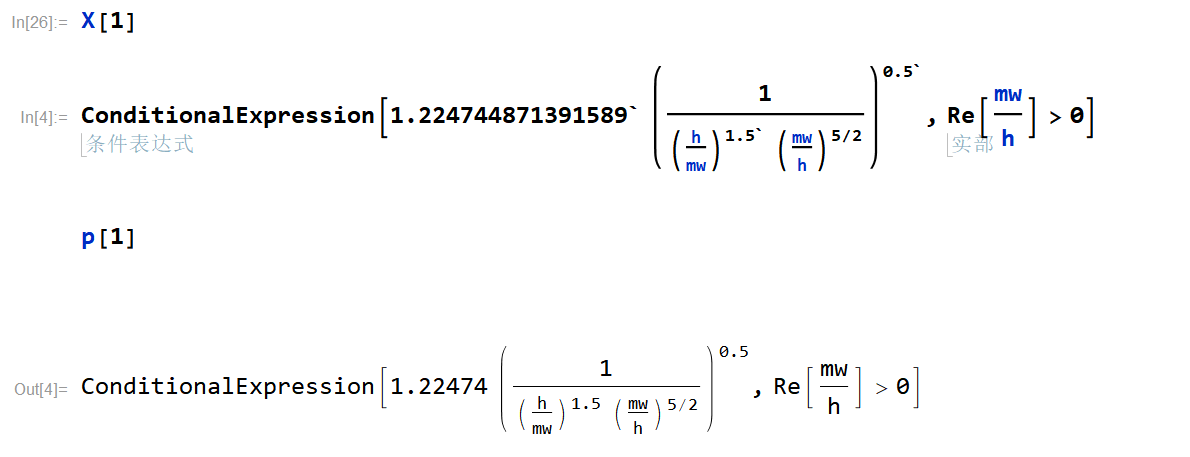 In[26]:= X[1]
In[4]:= ConditionalExpression[1.224744871391589` (1/((h/mw)^1.5` (mw/h)^5/2))^0.5`, Re[mw/h] > 0]
条件表达式 实部
p[1]
Out[4]= ConditionalExpression[1.22474 (1/((h/mw)^1.5 (mw/h)^5/2))^0.5, Re[mw/h] > 0]